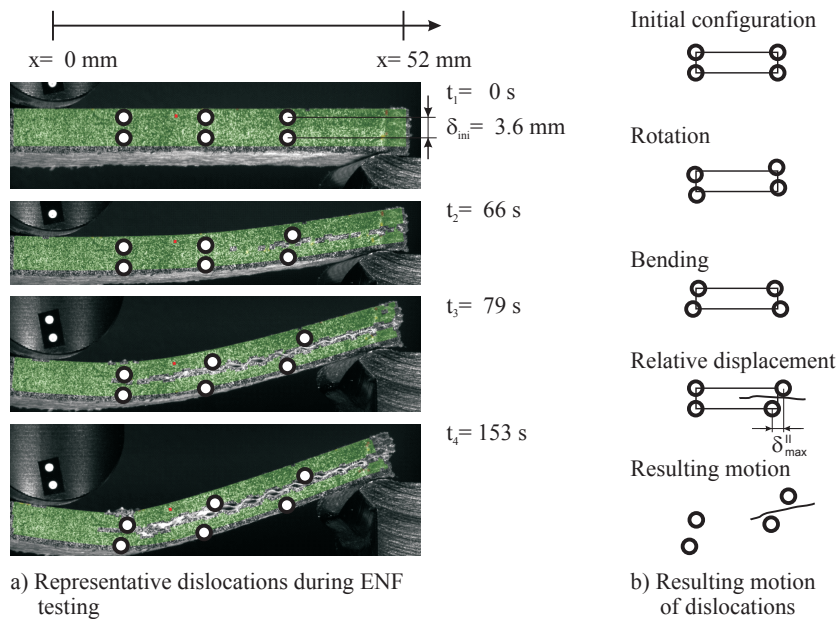 x= 0 mm
x= 52 mm
t1= 0 s
δini= 3.6 mm
t2= 66 s
t3= 79 s
t4= 153 s
a) Representative dislocations during ENF
testing
Initial configuration
Rotation
Bending
Relative displacement
δIImax
Resulting motion
b) Resulting motion
of dislocations